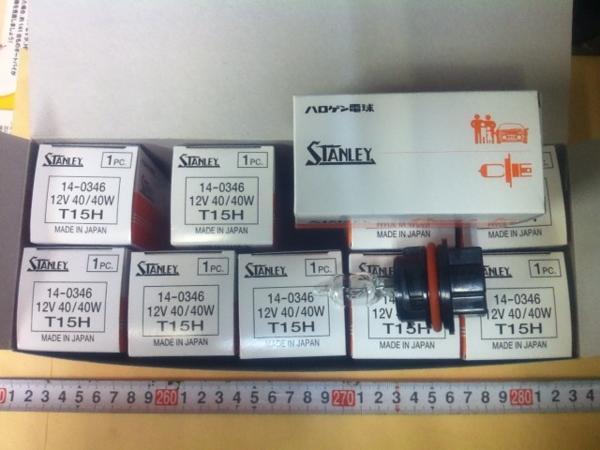 ハロゲン電球
STANLEY
STANLEY 1PC.
14-0346
12V 40/40W
T15H
MADE IN JAPAN
STANLEY 1PC.
14-0346
12V 40/40W
T15H
MADE IN JAPAN
MADE IN JAPAN
STANLEY 1PC.
14-0346
12V 40/40W
T15H
MADE IN JAPAN
STANLEY 1PC.
14-0346
12V 40/40W
T15H
MADE IN JAPAN
STANLEY 1PC.
14-0346
12V 40/40W
T15H
MADE IN JAPAN
STANLEY
14-0346
T15H
MADE IN JAPAN
1PC.
14-0346
12V 40/40W
T15H
MADE IN JAPAN
1 2 3 4 5 6 7 8 9 260 1 2 3 4 5 6 7 8 9 270 1 2 3 4 5 6 7 8 9 280 1 2 3 4